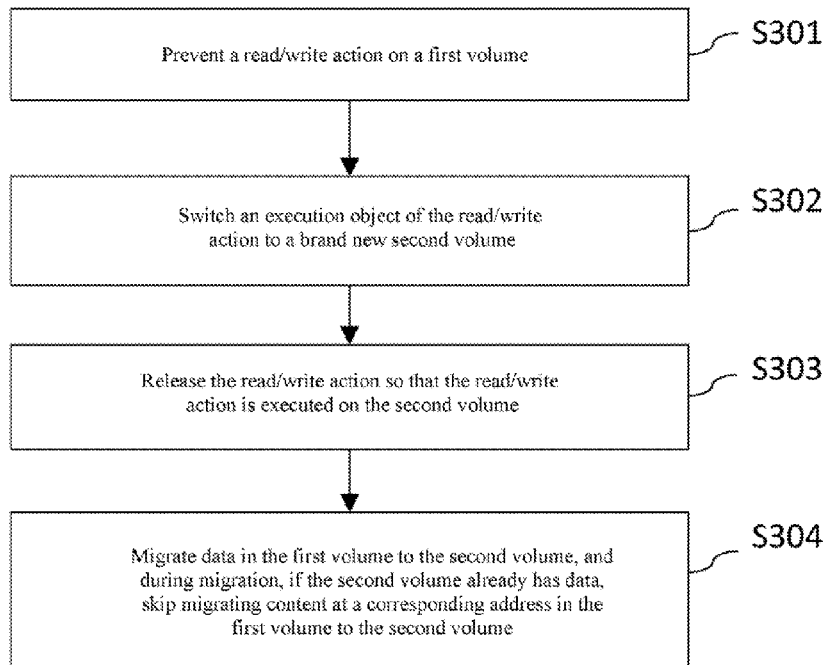 Prevent a read/write action on a first volume
S301
Switch an execution object of the read/write
action to a brand new second volume
S302
Release the read/write action so that the read/write
action is executed on the second volume
S303
Migrate data in the first volume to the second volume, and
during migration, if the second volume already has data,
skip migrating content at a corresponding address in the
first volume to the second volume
S304